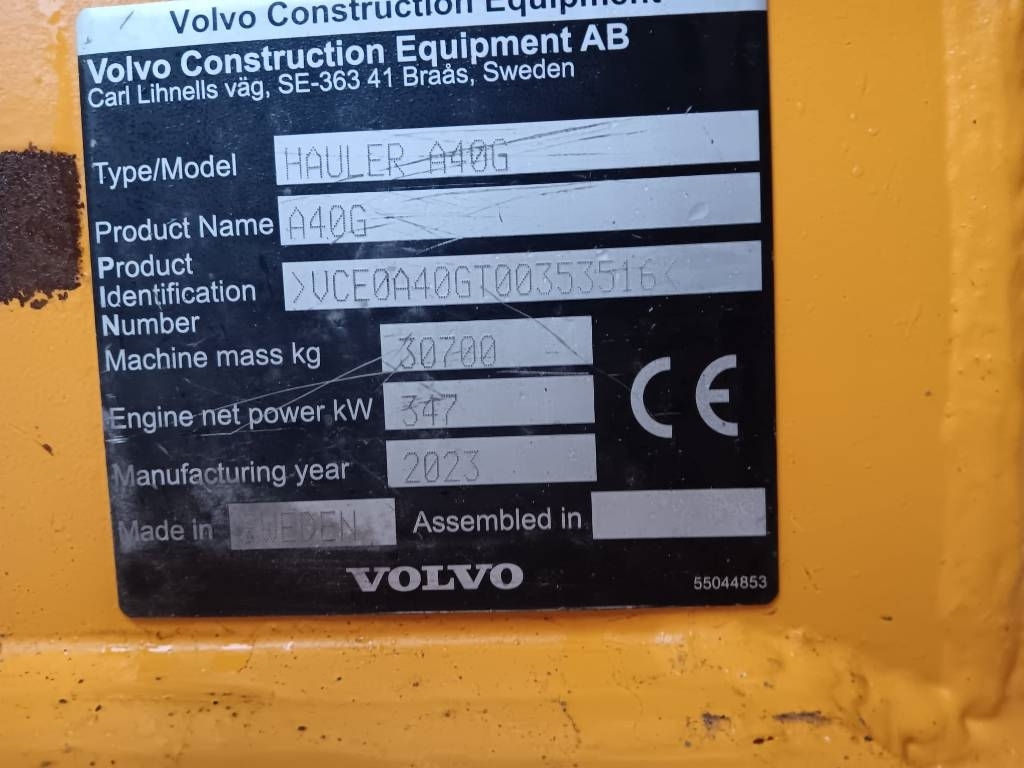 Volvo Construction Equipment
Volvo Construction Equipment AB
Carl Lihnells väg, SE-363 41 Braås, Sweden
Type/Model HAULER A40G
Product Name A40G
Product
Identification >VCE0A40GT00353516<
Number
Machine mass kg 30700
Engine net power kW 347
Manufacturing year 2023
Made in SWEDEN Assembled in
CE
VOLVO 55044853